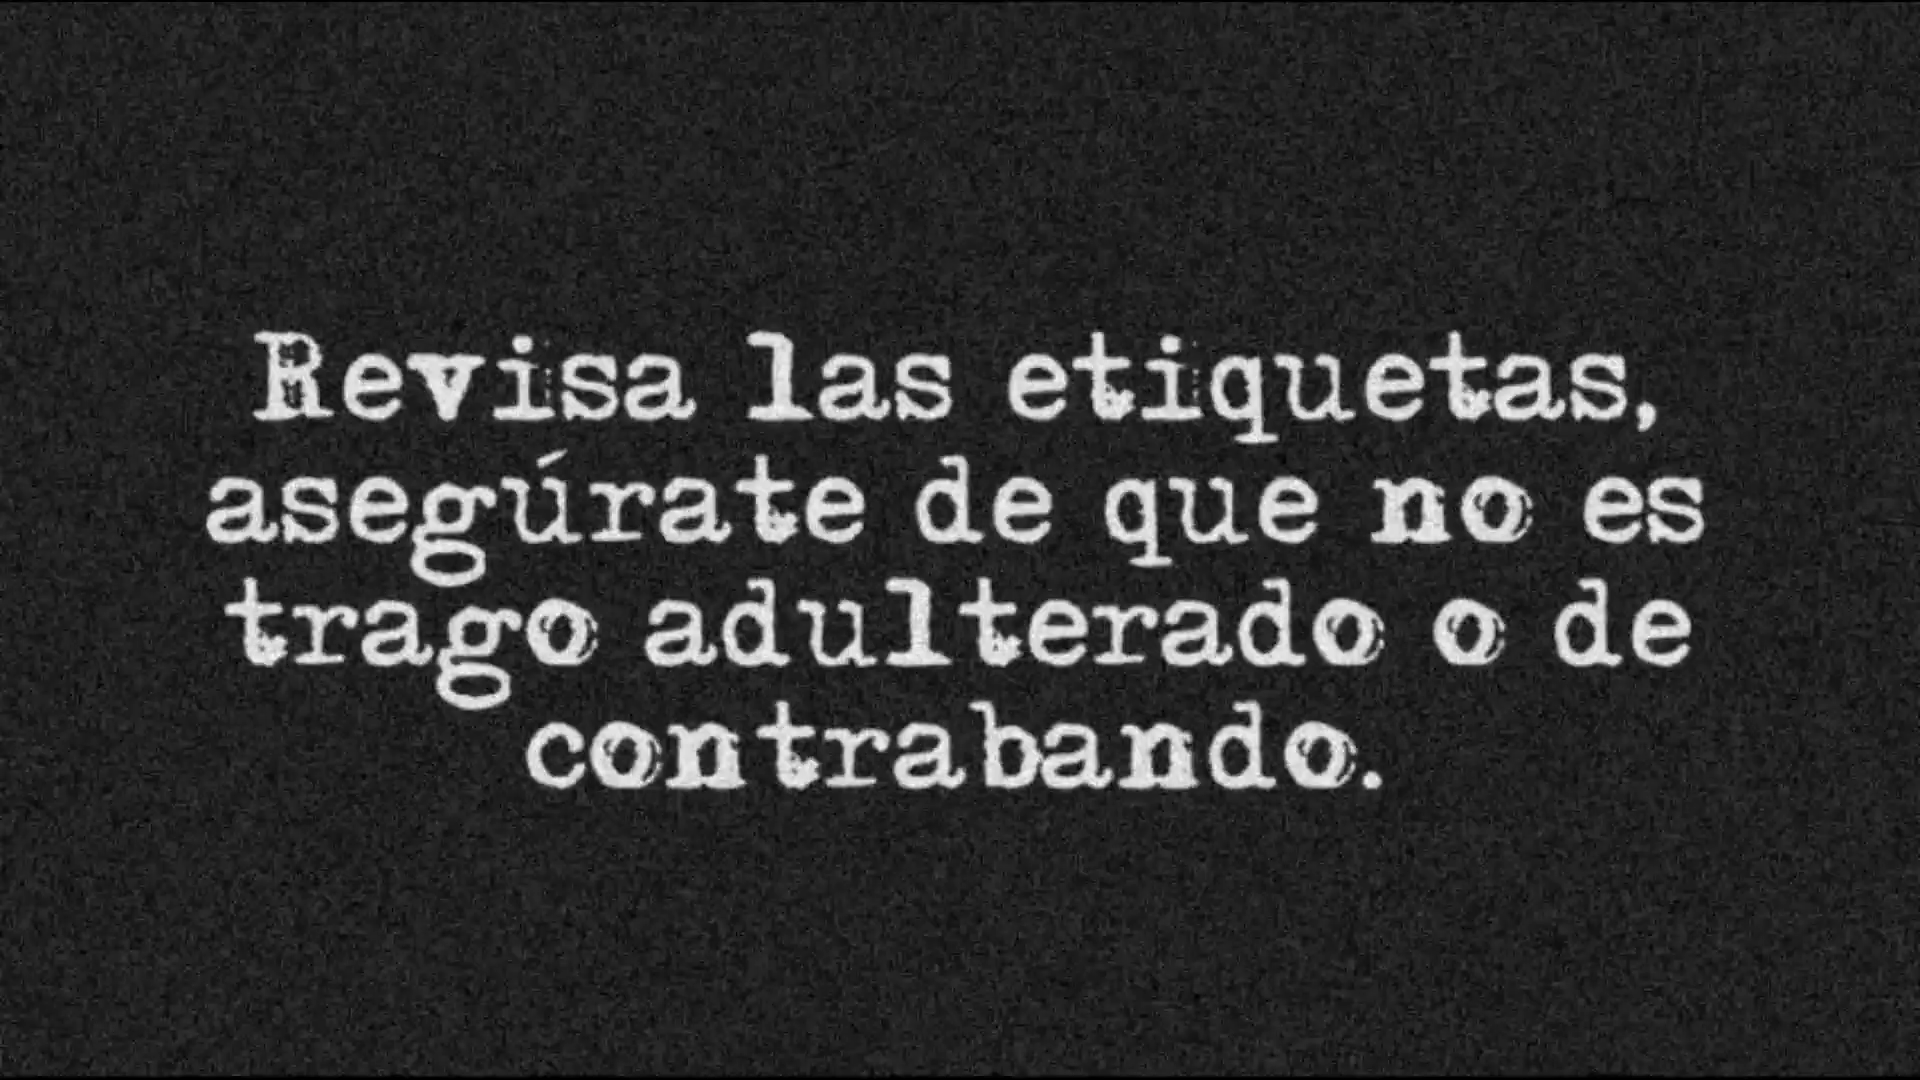 Revisa las etiquetas,
asegúrate de que no es
trago adulterado o de
contrabando.